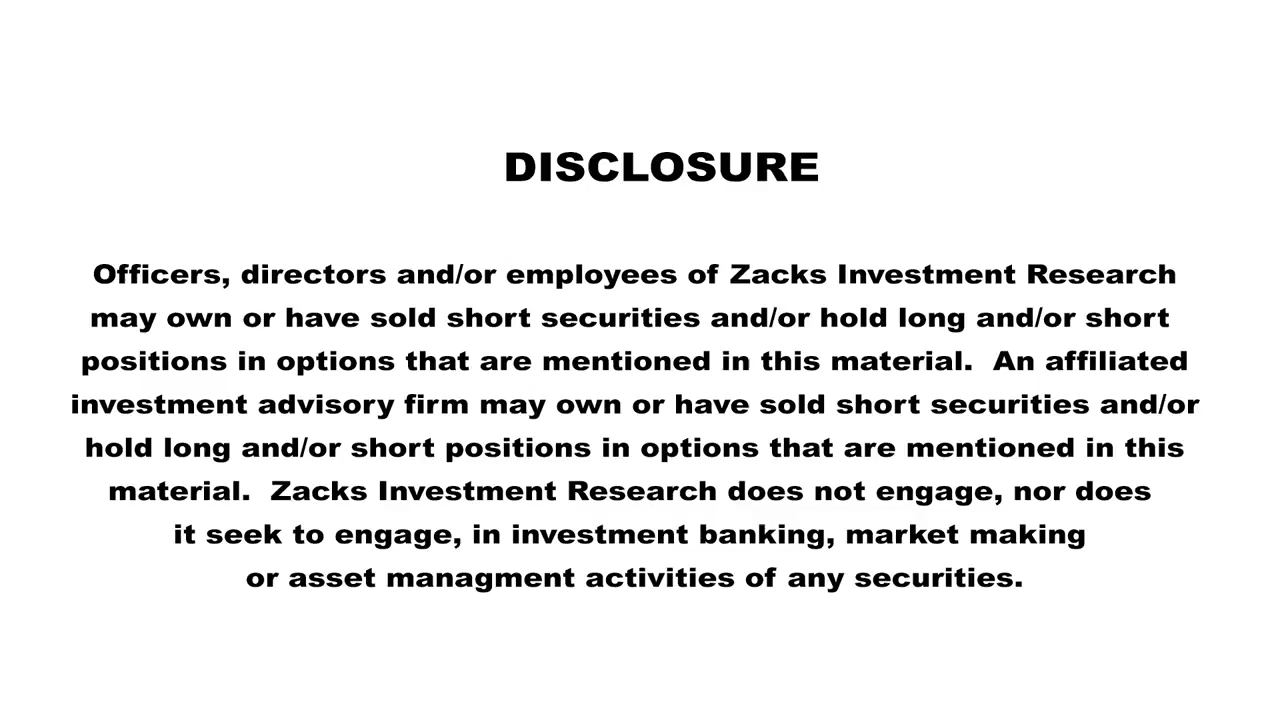 DISCLOSURE
Officers, directors and/or employees of Zacks Investment Research
may own or have sold short securities and/or hold long and/or short
positions in options that are mentioned in this material.  An affiliated
investment advisory firm may own or have sold short securities and/or
hold long and/or short positions in options that are mentioned in this
material.  Zacks Investment Research does not engage, nor does
it seek to engage, in investment banking, market making
or asset managment activities of any securities.